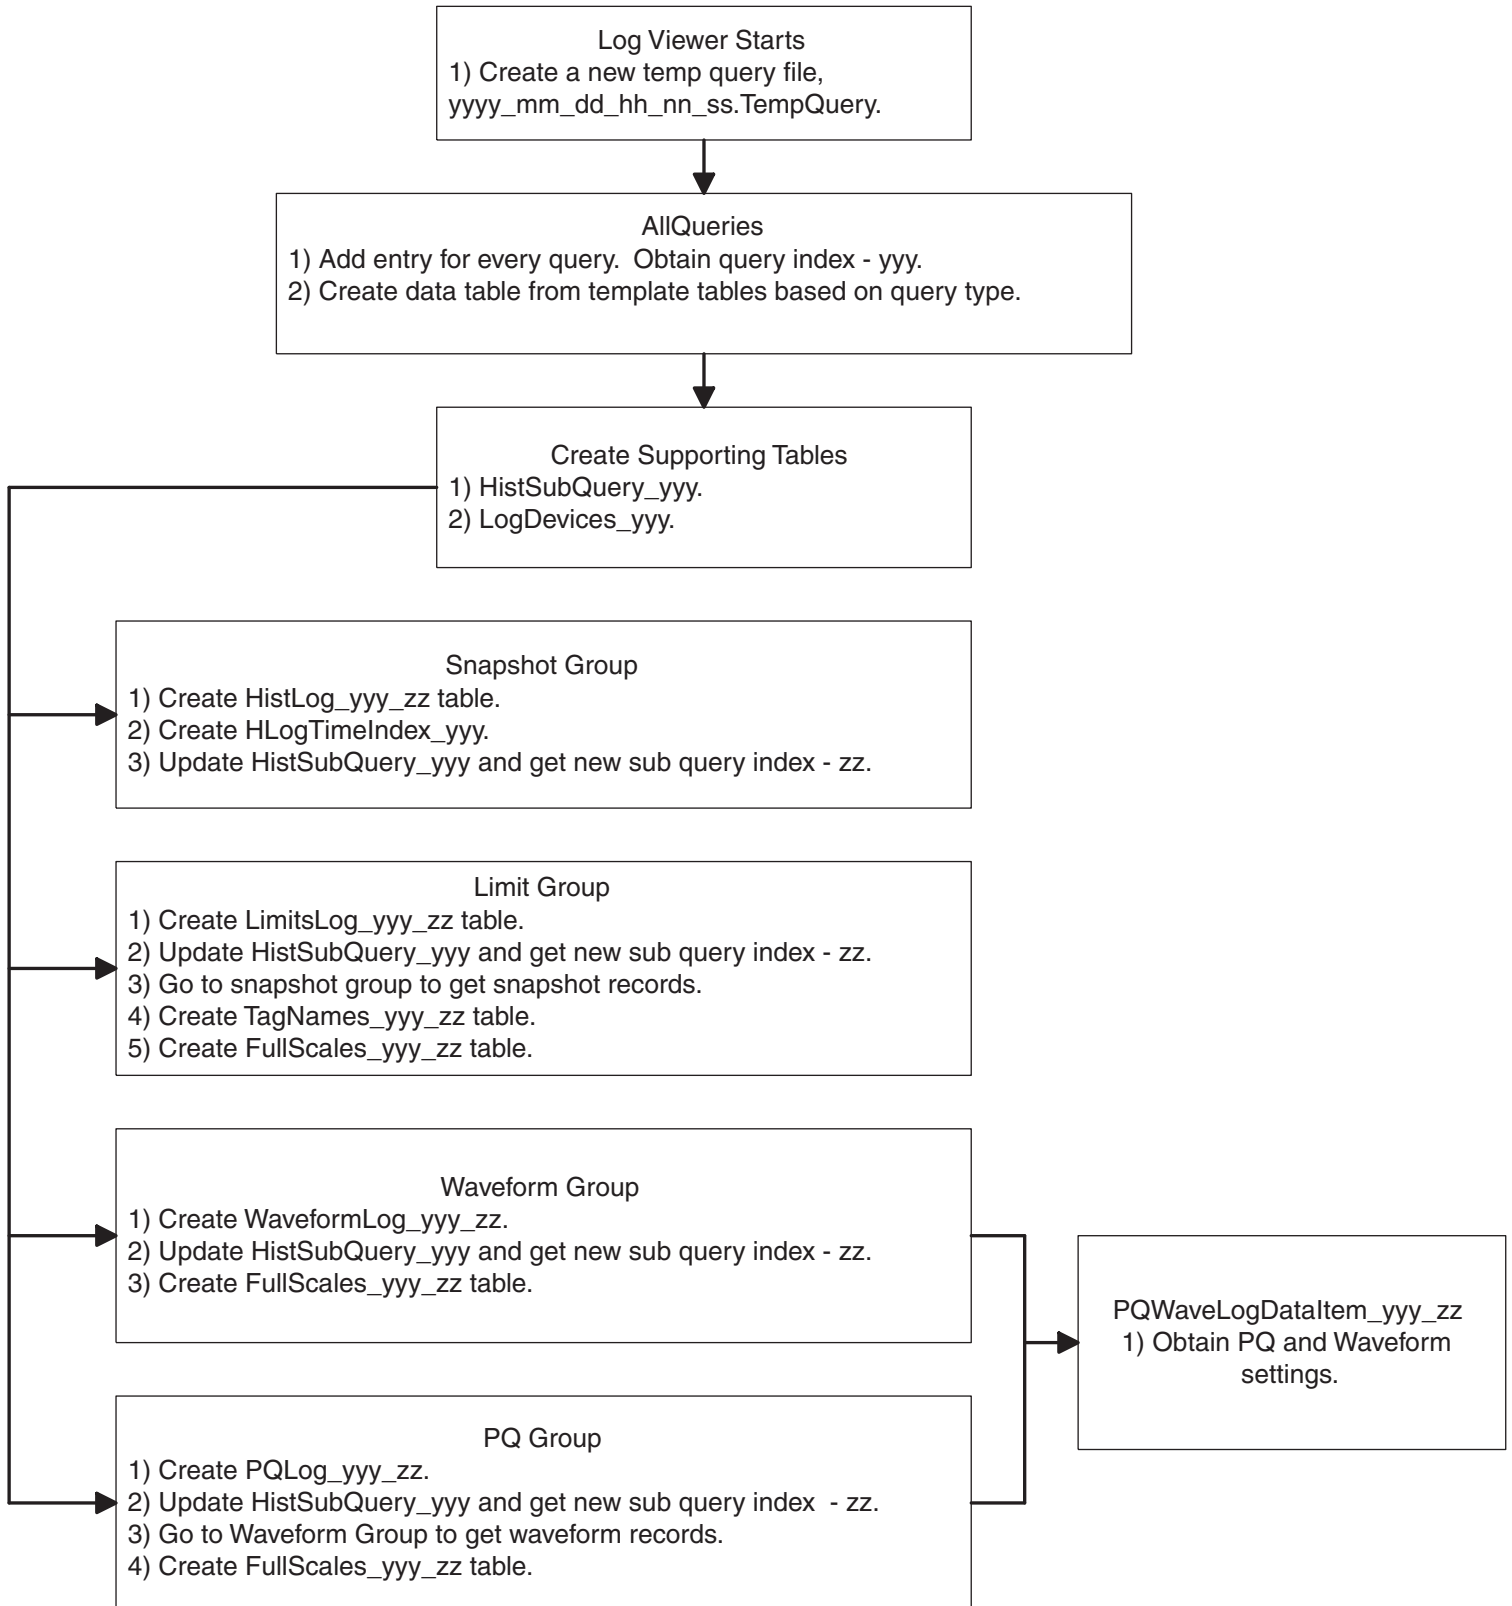 Log Viewer Starts
1) Create a new temp query file,
yyyy_mm_dd_hh_nn_ss.TempQuery.
AllQueries
1) Add entry for every query.  Obtain query index - yyy.
2) Create data table from template tables based on query type.
Create Supporting Tables
1) HistSubQuery_yyy.
2) LogDevices_yyy.
Snapshot Group
1) Create HistLog_yyy_zz table.
2) Create HLogTimeIndex_yyy.
3) Update HistSubQuery_yyy and get new sub query index - zz.
Limit Group
1) Create LimitsLog_yyy_zz table.
2) Update HistSubQuery_yyy and get new sub query index - zz.
3) Go to snapshot group to get snapshot records.
4) Create TagNames_yyy_zz table.
5) Create FullScales_yyy_zz table.
Waveform Group
1) Create WaveformLog_yyy_zz.
2) Update HistSubQuery_yyy and get new sub query index - zz.
3) Create FullScales_yyy_zz table.
PQWaveLogDataItem_yyy_zz
1) Obtain PQ and Waveform
settings.
PQ Group
1) Create PQLog_yyy_zz.
2) Update HistSubQuery_yyy and get new sub query index  - zz.
3) Go to Waveform Group to get waveform records.
4) Create FullScales_yyy_zz table.